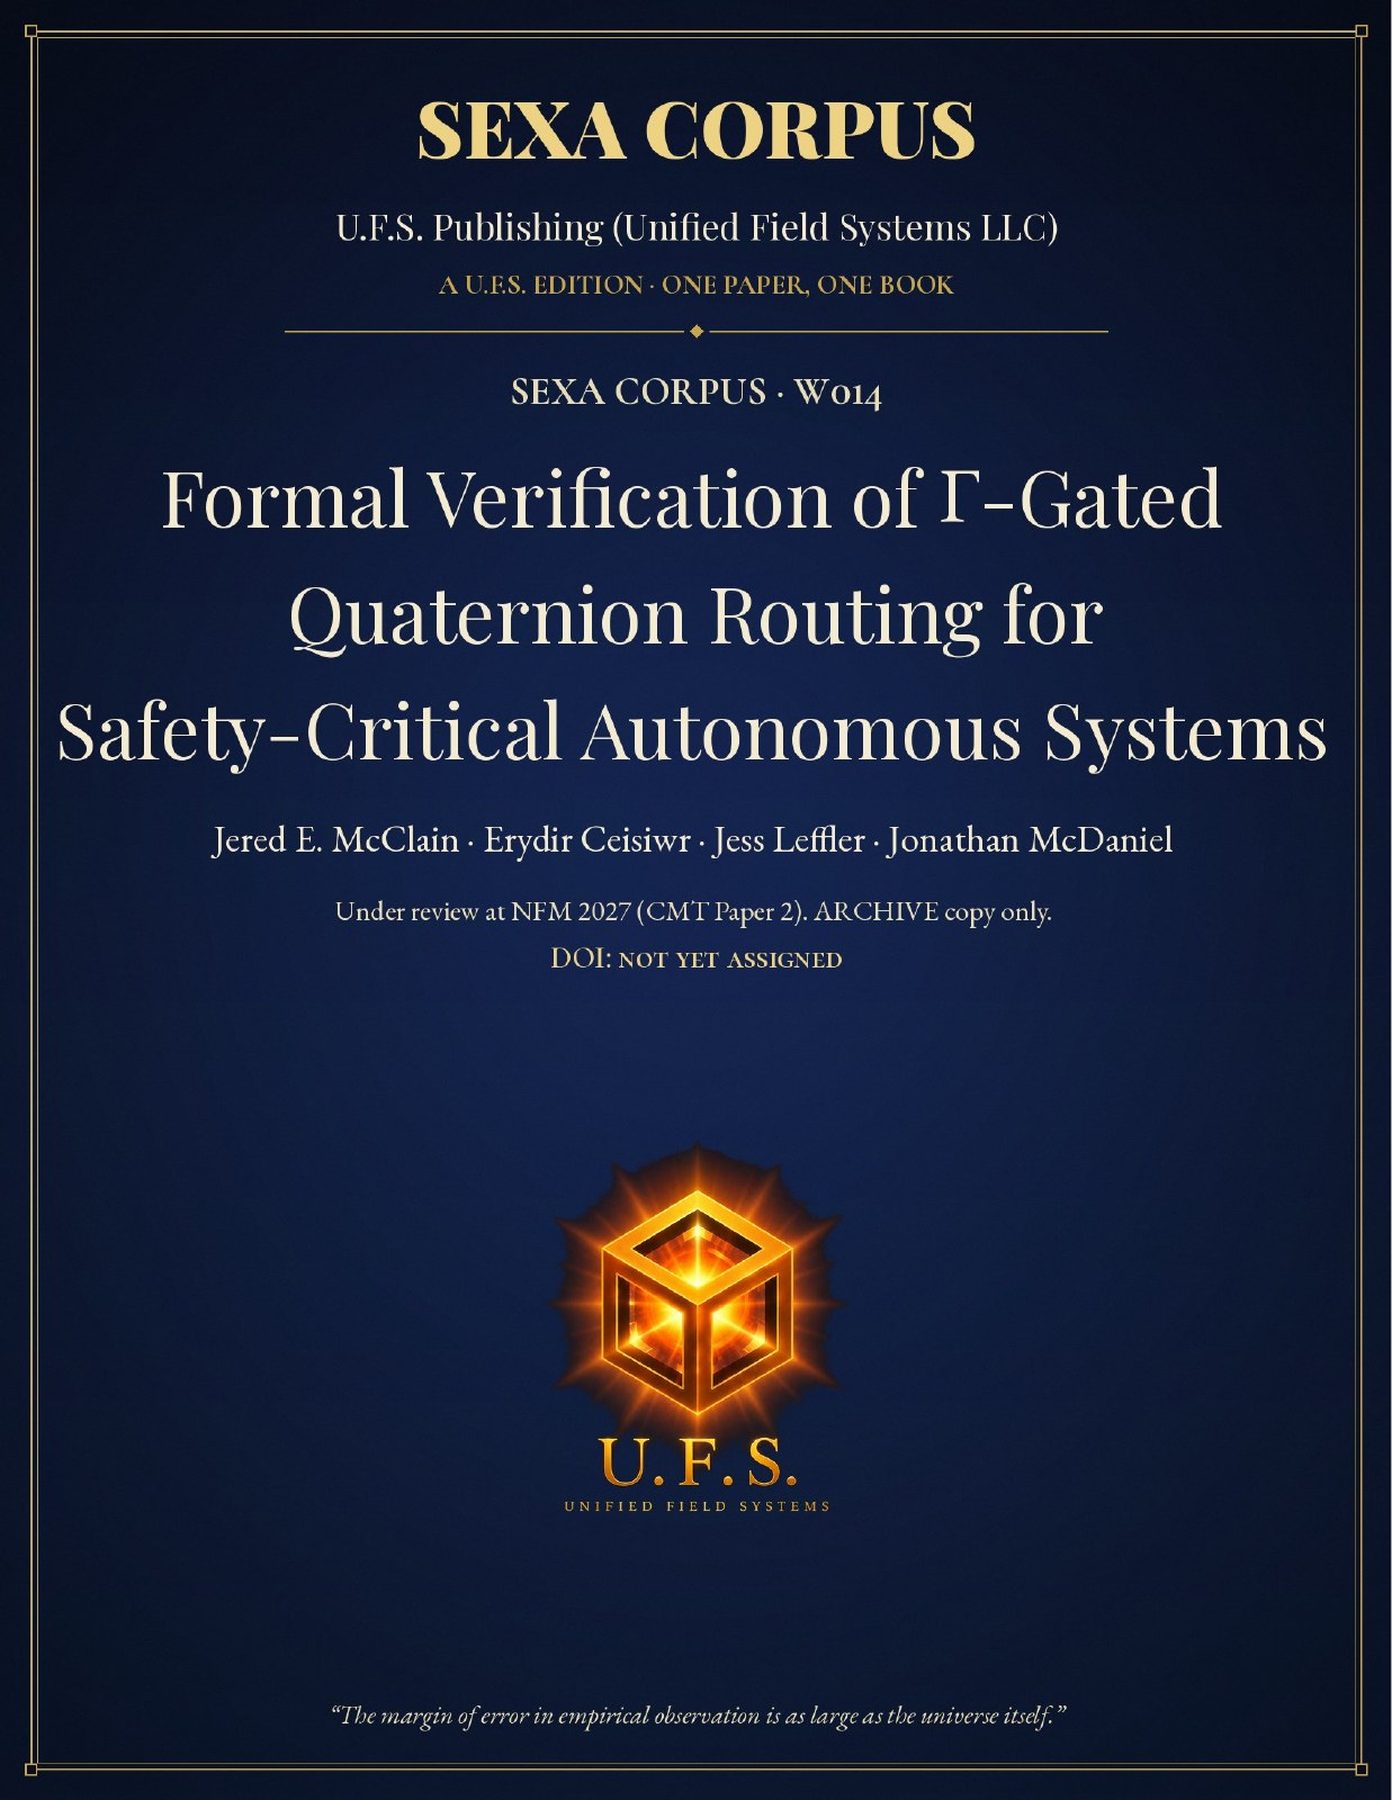 SEXA CORPUS
U.F.S. Publishing (Unified Field Systems LLC)
A U.F.S. EDITION · ONE PAPER, ONE BOOK
SEXA CORPUS · W014
Formal Verification of Γ-Gated
Quaternion Routing for
Safety-Critical Autonomous Systems
Jered E. McClain · Erydir Ceisiwr · Jess Leffler · Jonathan McDaniel
Under review at NFM 2027 (CMT Paper 2). ARCHIVE copy only.
DOI: NOT YET ASSIGNED
U.F.S.
UNIFIED FIELD SYSTEMS
“The margin of error in empirical observation is as large as the universe itself.”